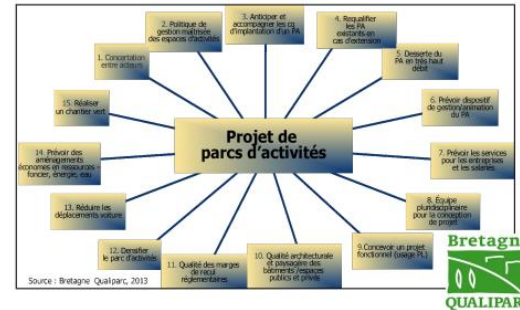 1. Concertation
entre acteurs
2. Politique de
gestion maîtrisée
des espaces d'activités
3. Anticiper et
accompagner les cq
d'implantation d'un PA
4. Requalifier
les PA
existants en
cas d'extension
5. Desserte du
PA en très haut
débit
6. Prévoir dispositif
de gestion/animation
du PA
7. Prévoir les services
pour les entreprises
et les salariés
8. Équipe
pluridisciplinaire
pour la conception
de projet
9.Concevoir un projet
fonctionnel (usage PL)
10. Qualité architecturale
et paysagère des
bâtiments /espaces
publics et privés
11. Qualité des marges
de recul
réglementaires
12. Densifier
le parc d'activités
13. Réduire les
déplacements voiture
14. Prévoir des
aménagements
économes en ressources -
foncier, énergie, eau
15. Réaliser
un chantier vert
Projet de
parcs d'activités
Source : Bretagne Qualiparc, 2013
Bretagn
QUALIPAR